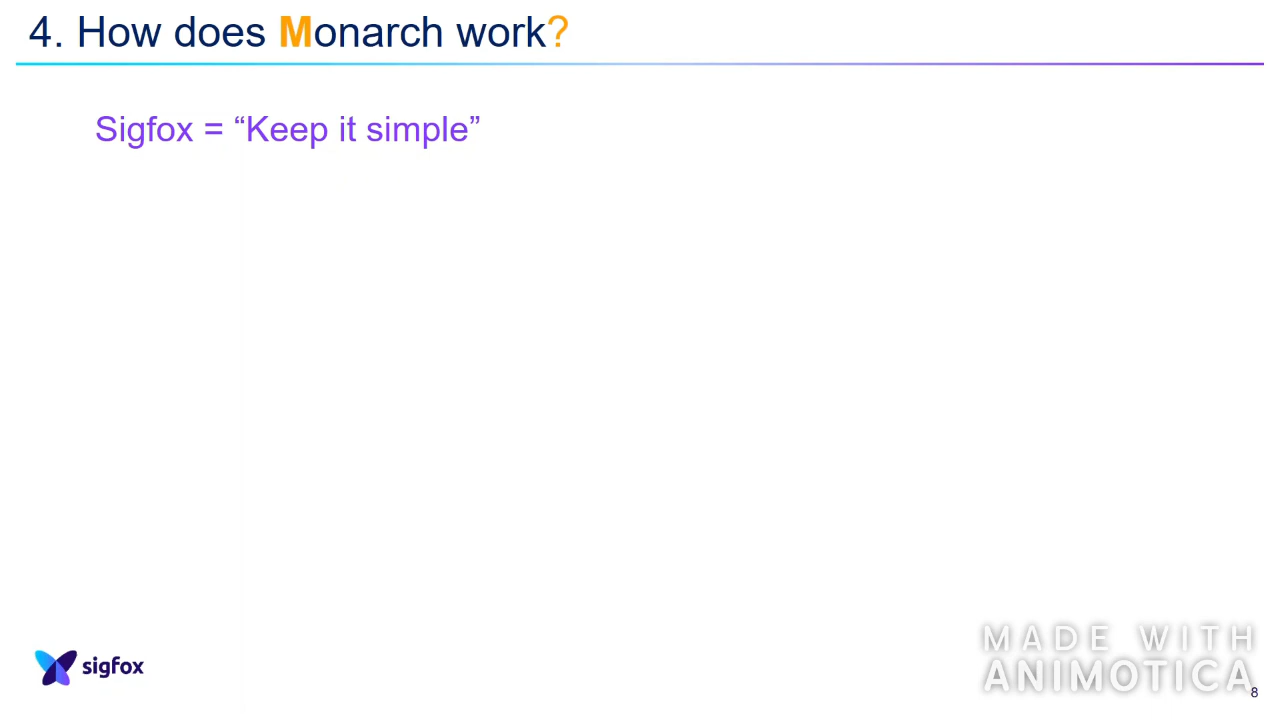 4. How does Monarch work?
Sigfox = “Keep it simple”
sigfox
MADE WITH
ANIMOTICA
8